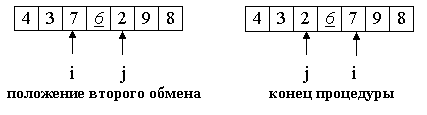 4 3 7 6 2 9 8
i j
положение второго обмена
4 3 2 6 7 9 8
j i
конец процедуры